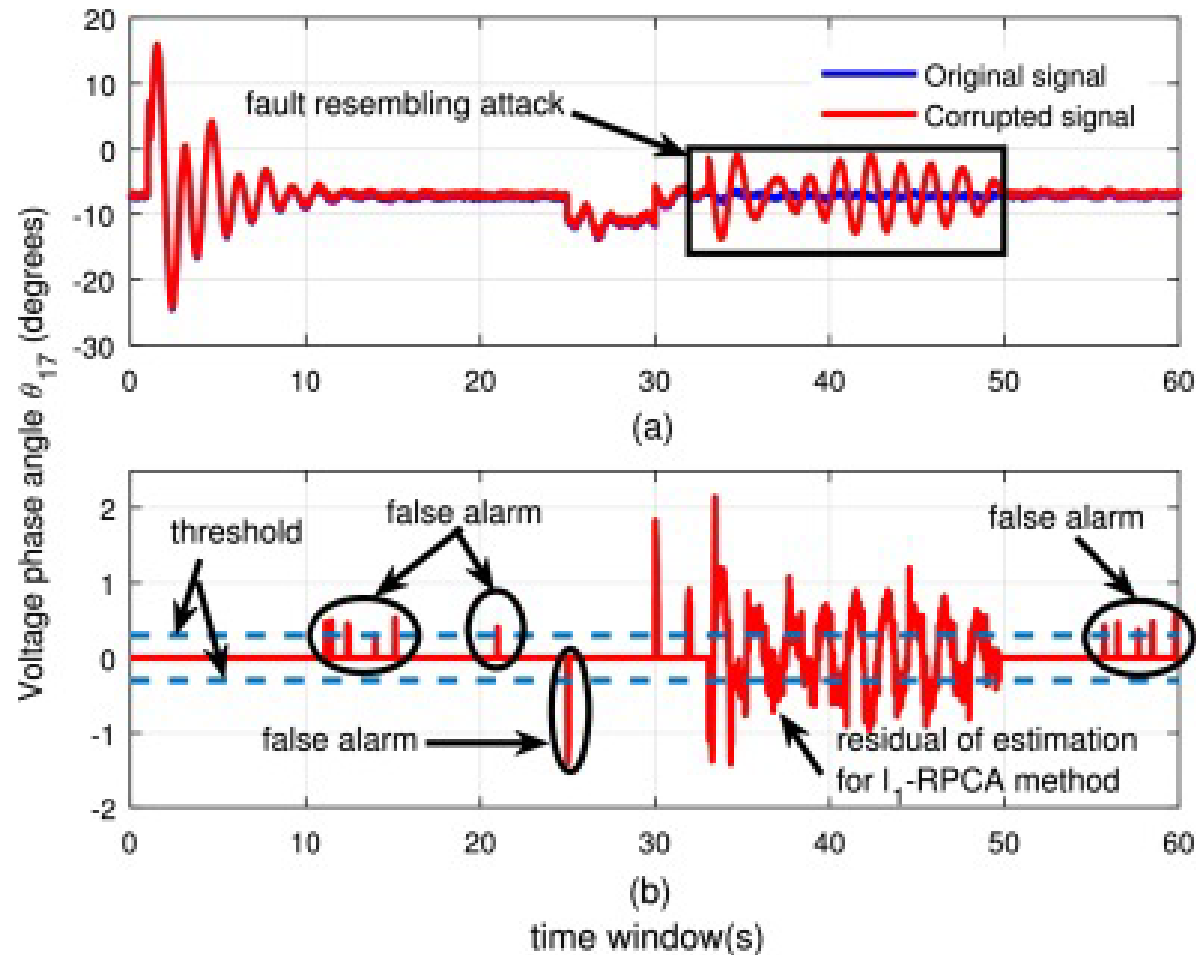 Voltage phase angle θ17 (degrees)
20
10
0
-10
-20
-30
fault resembling attack
Original signal
Corrupted signal
0
10
20
30
40
50
60
(a)
2
1
0
-1
-2
threshold
false alarm
false alarm
false alarm
residual of estimation
for l1-RPCA method
0
10
20
30
40
50
60
(b)
time window(s)